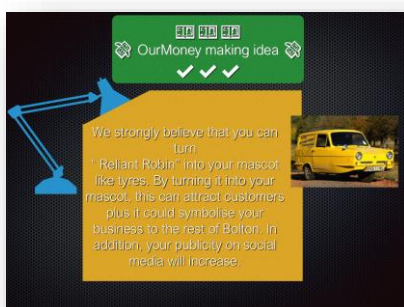 OurMoney making idea
We strongly believe that you can
turn
" Reliant Robin" into your mascot
like tyres. By turning it into your
mascot, this can attract customers
plus it could symbolise your
business to the rest of Bolton. In
addition, your publicity on social
media will increase.